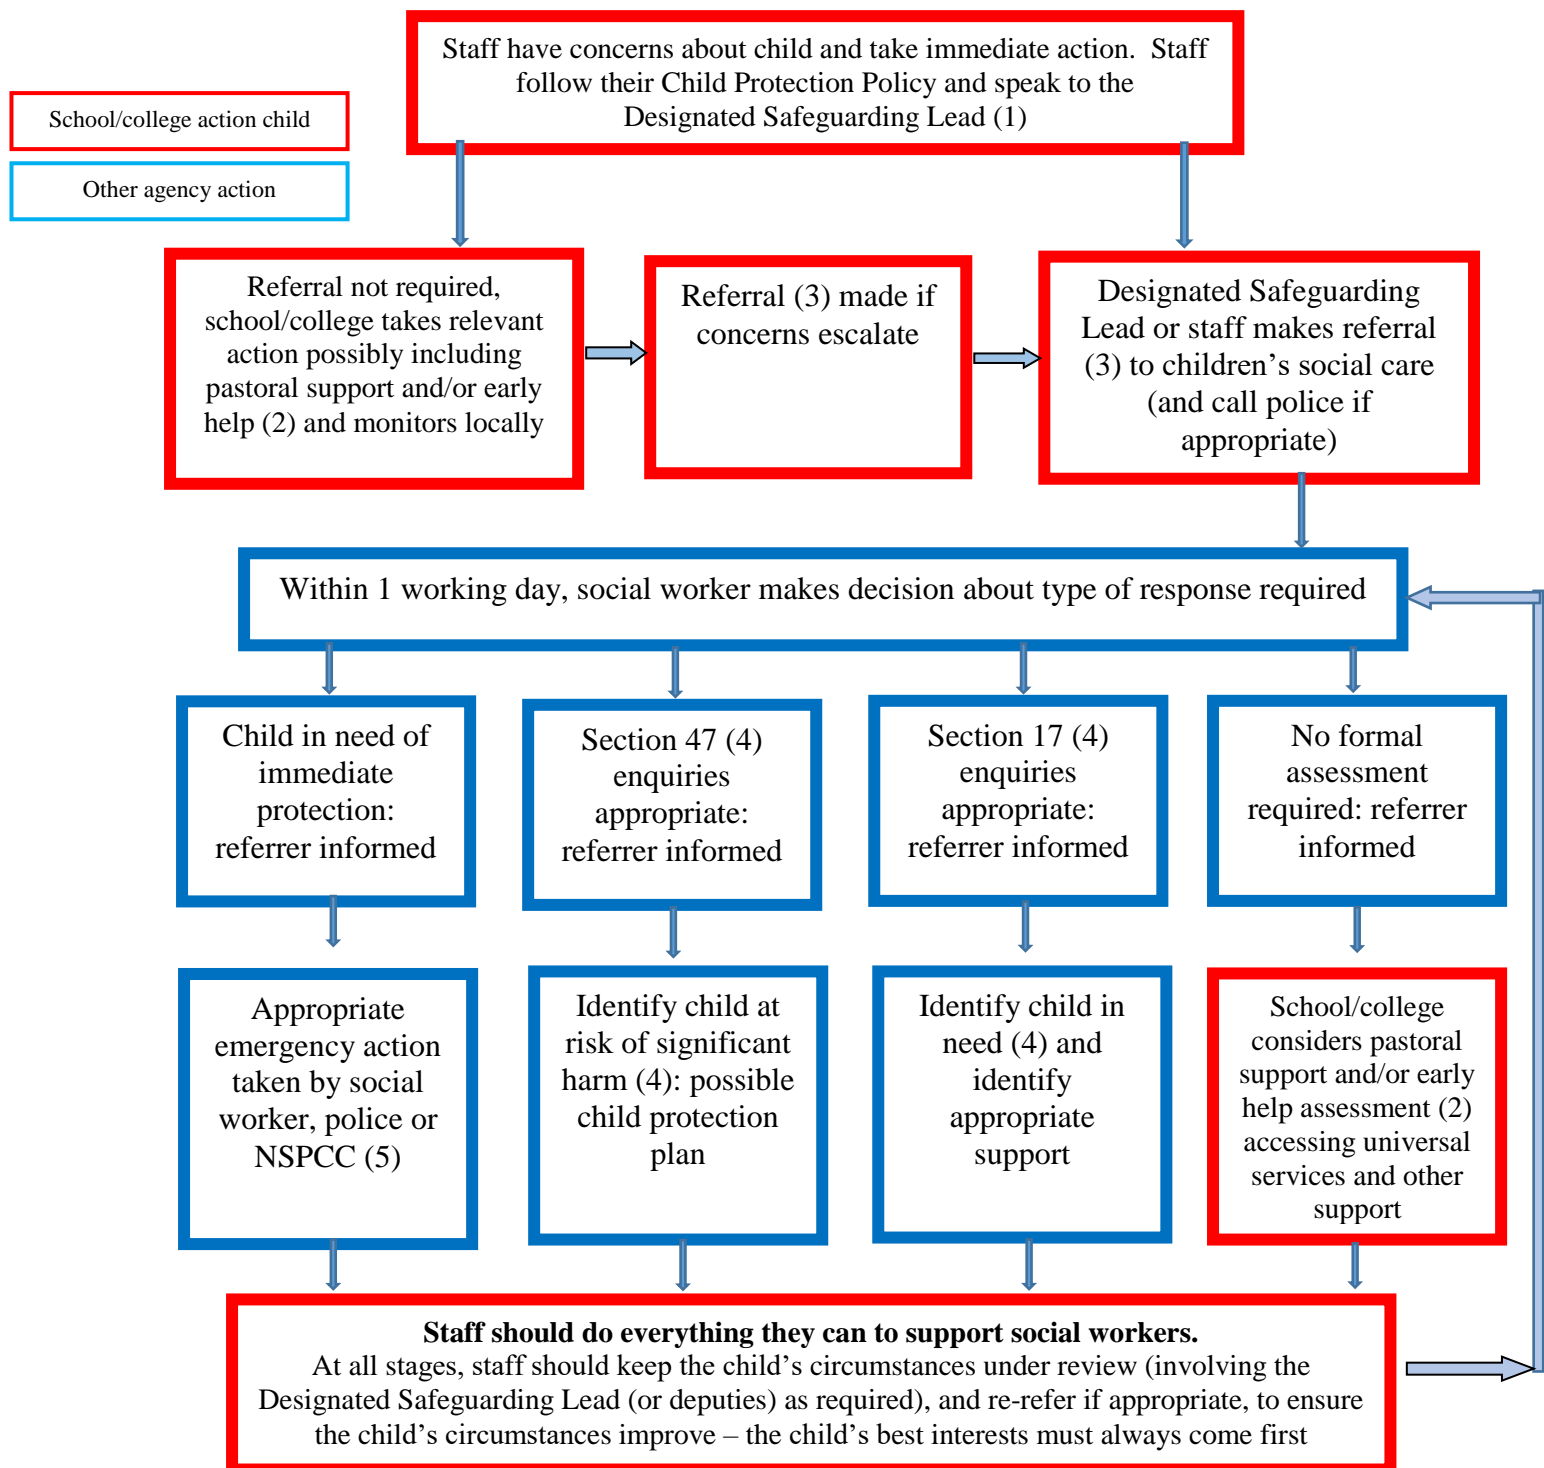 Staff have concerns about child and take immediate action.  Staff
follow their Child Protection Policy and speak to the
Designated Safeguarding Lead (1)
School/college action child
Other agency action
Referral not required,
school/college takes relevant
action possibly including
pastoral support and/or early
help (2) and monitors locally
Referral (3) made if
concerns escalate
Designated Safeguarding
Lead or staff makes referral
(3) to children’s social care
(and call police if
appropriate)
Within 1 working day, social worker makes decision about type of response required
Child in need of
immediate
protection:
referrer informed
Section 47 (4)
enquiries
appropriate:
referrer informed
Section 17 (4)
enquiries
appropriate:
referrer informed
No formal
assessment
required: referrer
informed
Appropriate
emergency action
taken by social
worker, police or
NSPCC (5)
Identify child at
risk of significant
harm (4): possible
child protection
plan
Identify child in
need (4) and
identify
appropriate
support
School/college
considers pastoral
support and/or early
help assessment (2)
accessing universal
services and other
support
Staff should do everything they can to support social workers.
At all stages, staff should keep the child’s circumstances under review (involving the
Designated Safeguarding Lead (or deputies) as required), and re-refer if appropriate, to ensure
the child’s circumstances improve – the child’s best interests must always come first